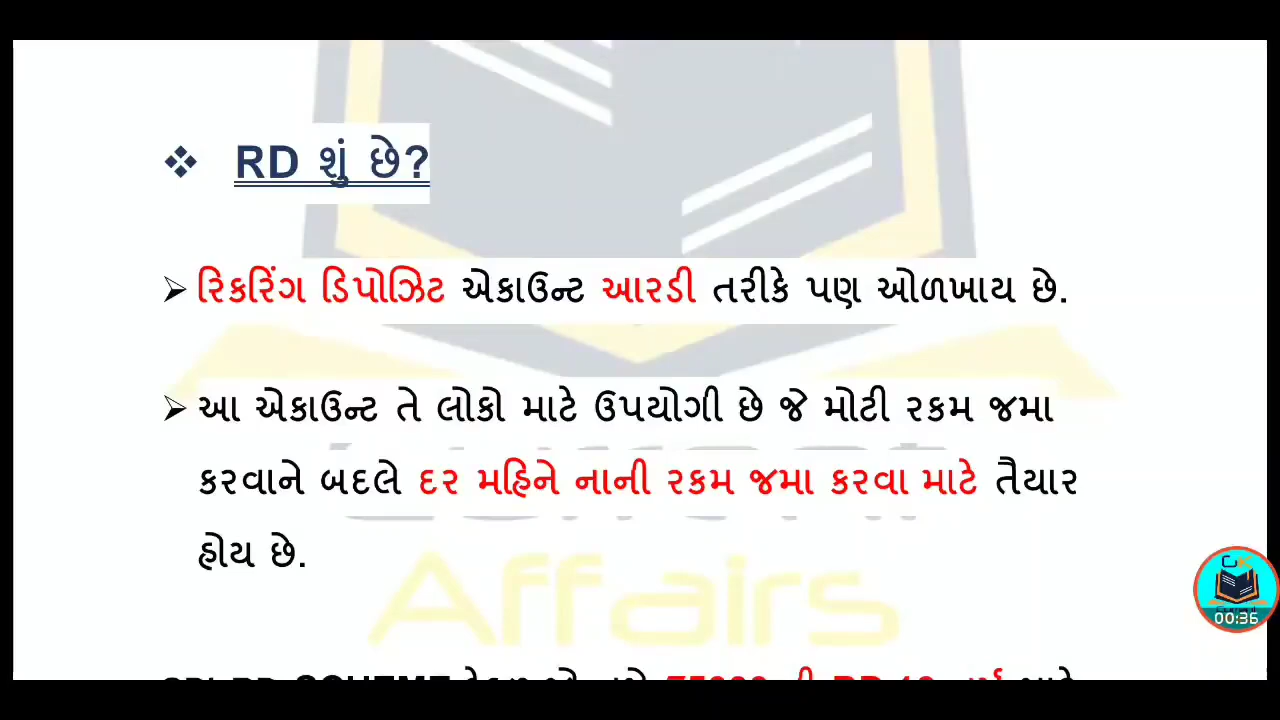 ❖ RD શું છે?
➢ રિકરિંગ ડિપોઝિટ એકાઉન્ટ આરડી તરીકે પણ ઓળખાય છે.
➢ આ એકાઉન્ટ તે લોકો માટે ઉપયોગી છે જે મોટી રકમ જમા
કરવાને બદલે દર મહિને નાની રકમ જમા કરવા માટે તૈયાર
હોય છે.
Affairs
00:36